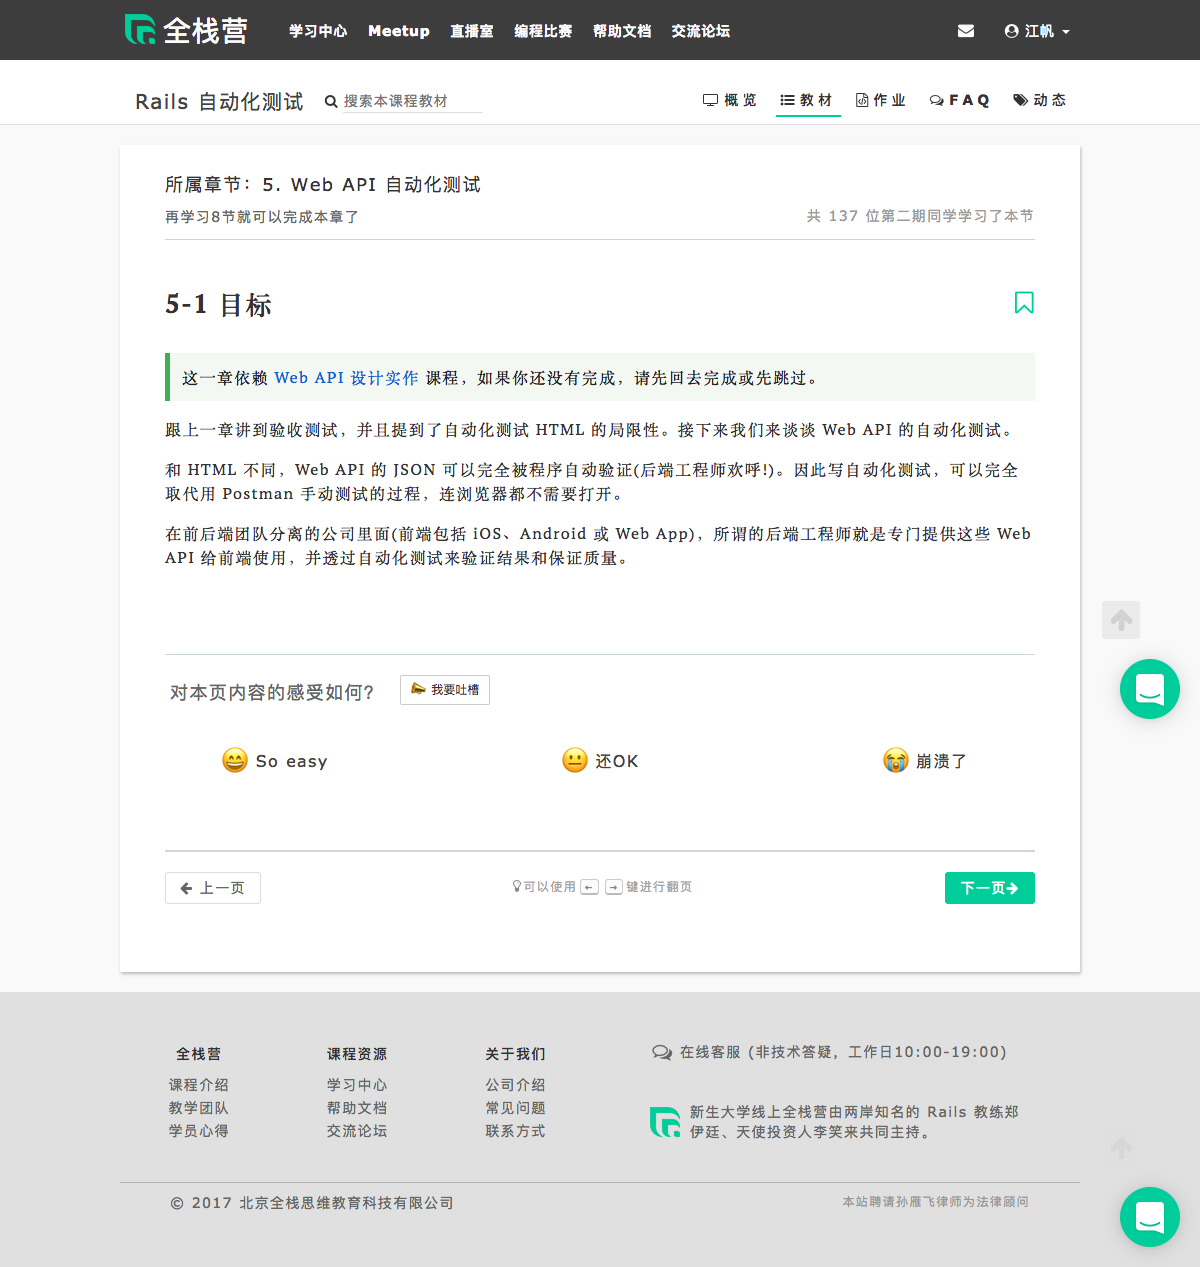 全栈营 学习中心 Meetup 直播室 编程比赛 帮助文档 交流论坛 江帆
Rails 自动化测试 搜索本课程教材 概览 教材 作业 FAQ 动态
所属章节：5. Web API 自动化测试
再学习8节就可以完成本章了 共 137 位第二期同学学习了本节
5-1 目标
这一章依赖 Web API 设计实作 课程，如果你还没有完成，请先回去完成或先跳过。
跟上一章讲到验收测试，并且提到了自动化测试 HTML 的局限性。接下来我们来谈谈 Web API 的自动化测试。
和 HTML 不同，Web API 的 JSON 可以完全被程序自动验证(后端工程师欢呼!)。因此写自动化测试，可以完全
取代用 Postman 手动测试的过程，连浏览器都不需要打开。
在前后端团队分离的公司里面(前端包括 iOS、Android 或 Web App)，所谓的后端工程师就是专门提供这些 Web
API 给前端使用，并透过自动化测试来验证结果和保证质量。
对本页内容的感受如何? 我要吐槽
So easy 还OK 崩溃了
上一页 可以使用 ← → 键进行翻页 下一页
全栈营 课程资源 关于我们 在线客服 (非技术答疑，工作日10:00-19:00)
课程介绍 学习中心 公司介绍
教学团队 帮助文档 常见问题
学员心得 交流论坛 联系方式
新生大学线上全栈营由两岸知名的 Rails 教练郑
伊廷、天使投资人李笑来共同主持。
© 2017 北京全栈思维教育科技有限公司 本站聘请孙雁飞律师为法律顾问